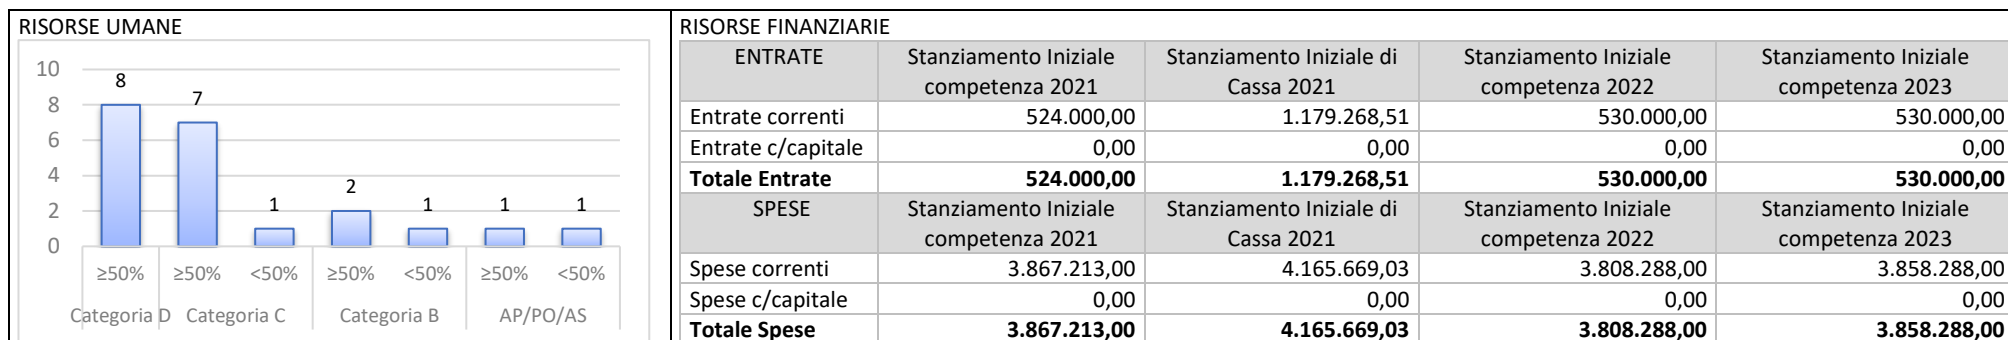 RISORSE UMANE
10
8
6
4
2
0
8
7
1
2
1
1
1
≥50%
≥50%
<50%
≥50%
<50%
≥50%
<50%
Categoria D
Categoria C
Categoria B
AP/PO/AS
RISORSE FINANZIARIE
ENTRATE Stanziamento Iniziale competenza 2021 Stanziamento Iniziale di Cassa 2021 Stanziamento Iniziale competenza 2022 Stanziamento Iniziale competenza 2023
Entrate correnti 524.000,00 1.179.268,51 530.000,00 530.000,00
Entrate c/capitale 0,00 0,00 0,00 0,00
Totale Entrate 524.000,00 1.179.268,51 530.000,00 530.000,00
SPESE Stanziamento Iniziale competenza 2021 Stanziamento Iniziale di Cassa 2021 Stanziamento Iniziale competenza 2022 Stanziamento Iniziale competenza 2023
Spese correnti 3.867.213,00 4.165.669,03 3.808.288,00 3.858.288,00
Spese c/capitale 0,00 0,00 0,00 0,00
Totale Spese 3.867.213,00 4.165.669,03 3.808.288,00 3.858.288,00